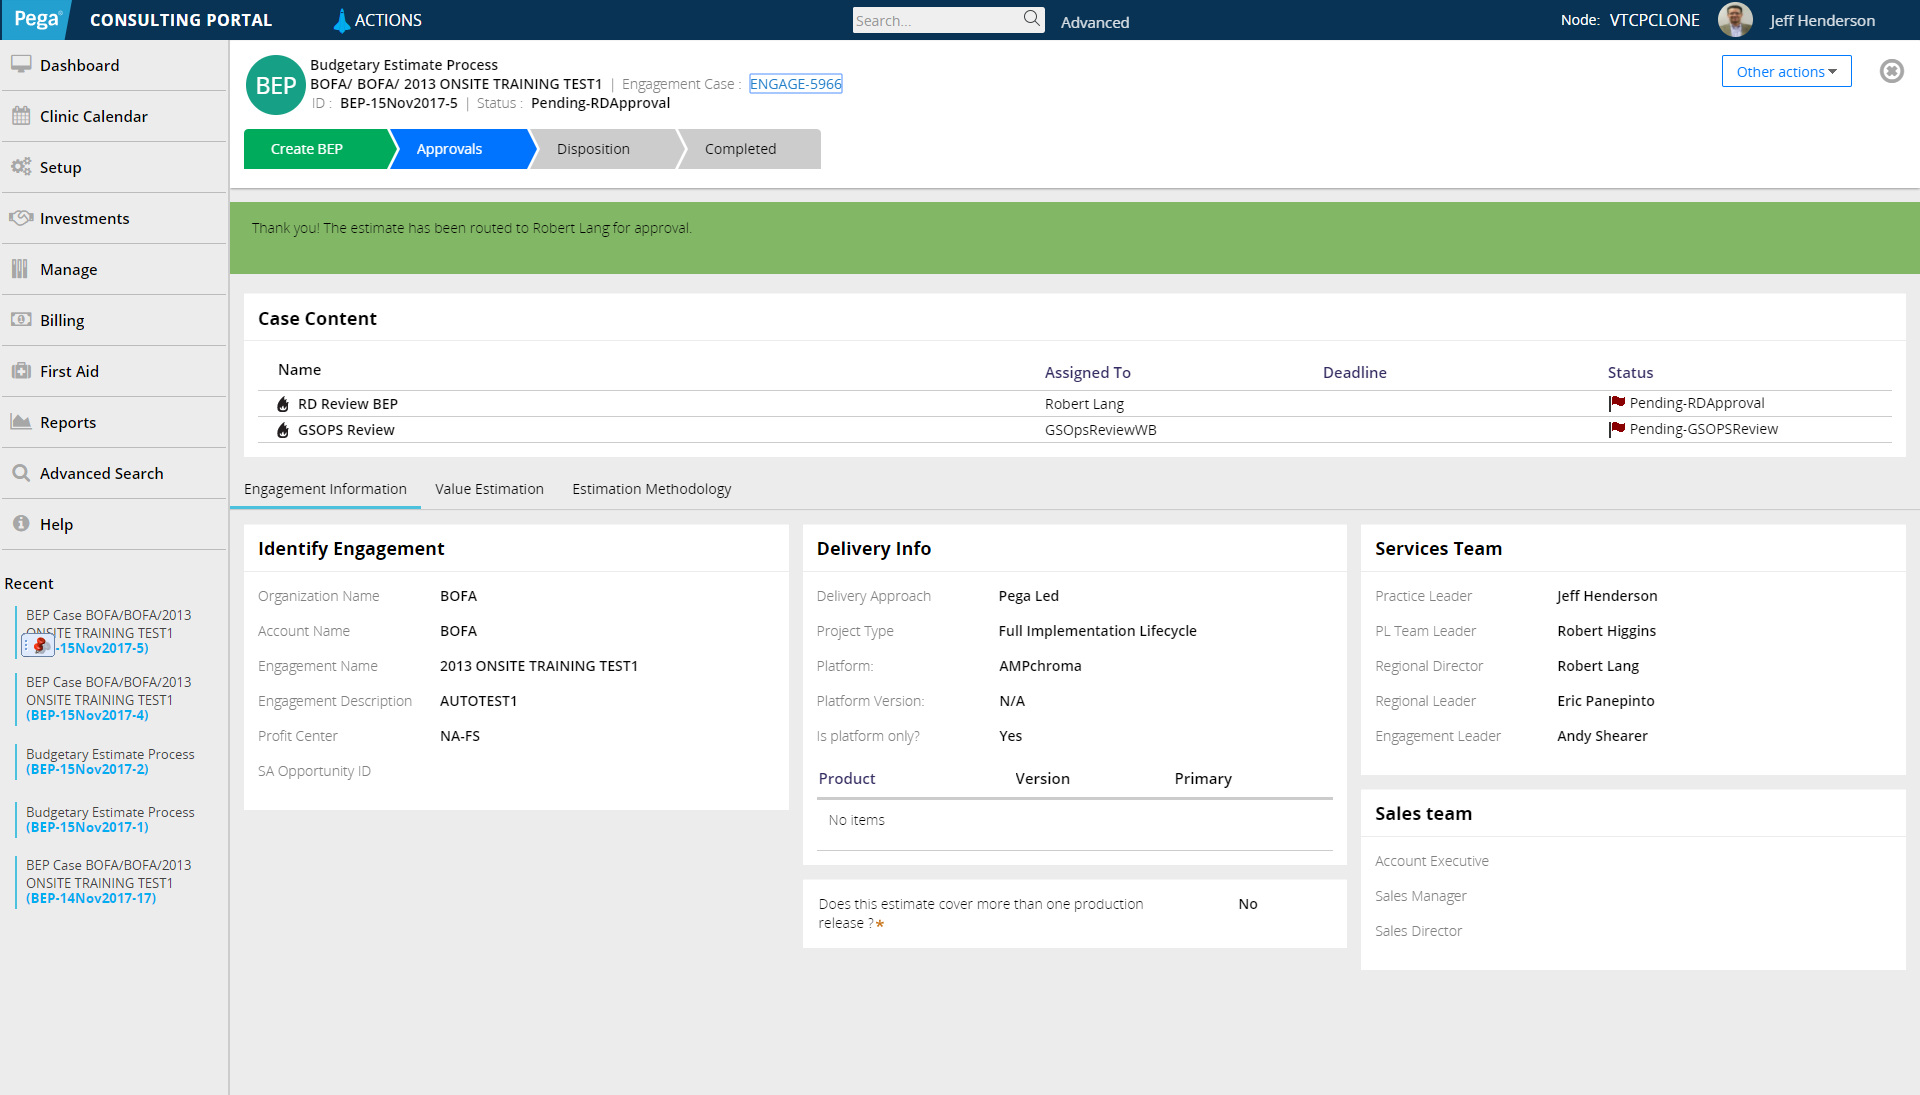 Pega CONSULTING PORTAL ACTIONS Search... Advanced Node: VTCPCLONE Jeff Henderson
Dashboard
Clinic Calendar
Setup
Investments
Manage
Billing
First Aid
Reports
Advanced Search
Help
Recent
BEP Case BOFA/BOFA/2013
ONSITE TRAINING TEST1
-15Nov2017-5)
BEP Case BOFA/BOFA/2013
ONSITE TRAINING TEST1
(BEP-15Nov2017-4)
Budgetary Estimate Process
(BEP-15Nov2017-2)
Budgetary Estimate Process
(BEP-15Nov2017-1)
BEP Case BOFA/BOFA/2013
ONSITE TRAINING TEST1
(BEP-14Nov2017-17)
BEP
Budgetary Estimate Process
BOFA/ BOFA/ 2013 ONSITE TRAINING TEST1 | Engagement Case : ENGAGE-5966
ID : BEP-15Nov2017-5 | Status : Pending-RDApproval
Other actions
Create BEP Approvals Disposition Completed
Thank you! The estimate has been routed to Robert Lang for approval.
Case Content
Name Assigned To Deadline Status
RD Review BEP Robert Lang Pending-RDApproval
GSOPS Review GSOpsReviewWB Pending-GSOPSReview
Engagement Information Value Estimation Estimation Methodology
Identify Engagement
Organization Name BOFA
Account Name BOFA
Engagement Name 2013 ONSITE TRAINING TEST1
Engagement Description AUTOTEST1
Profit Center NA-FS
SA Opportunity ID
Delivery Info
Delivery Approach Pega Led
Project Type Full Implementation Lifecycle
Platform: AMPchroma
Platform Version: N/A
Is platform only? Yes
Product Version Primary
No items
Does this estimate cover more than one production No
release ?*
Services Team
Practice Leader Jeff Henderson
PL Team Leader Robert Higgins
Regional Director Robert Lang
Regional Leader Eric Panepinto
Engagement Leader Andy Shearer
Sales team
Account Executive
Sales Manager
Sales Director